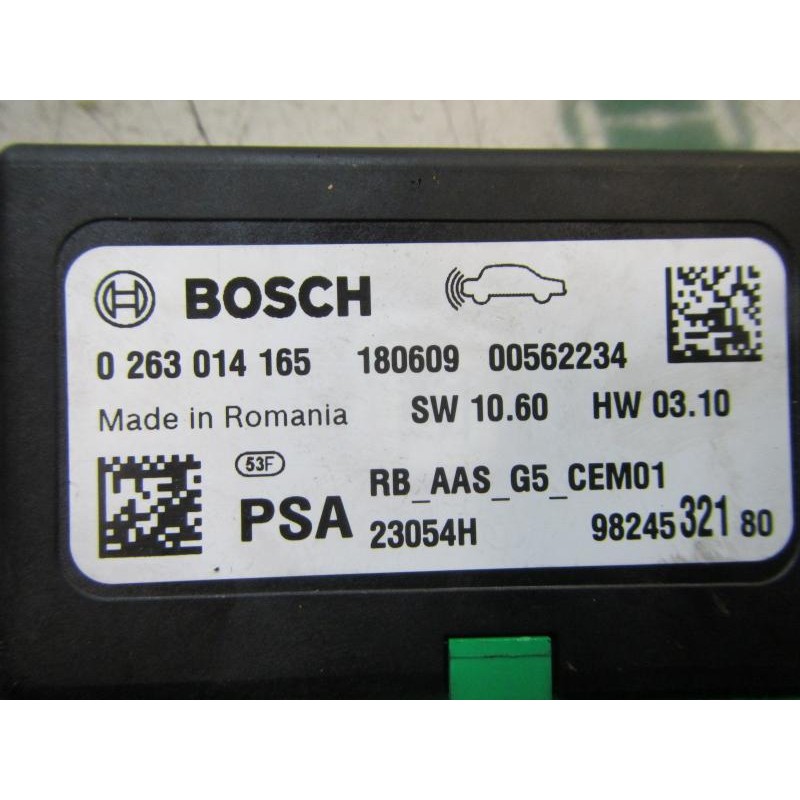 BOSCH
0 263 014 165 180609 00562234
Made in Romania SW 10.60 HW 03.10
53F RB_AAS_G5_CEM01
PSA 23054H 98245 321 80